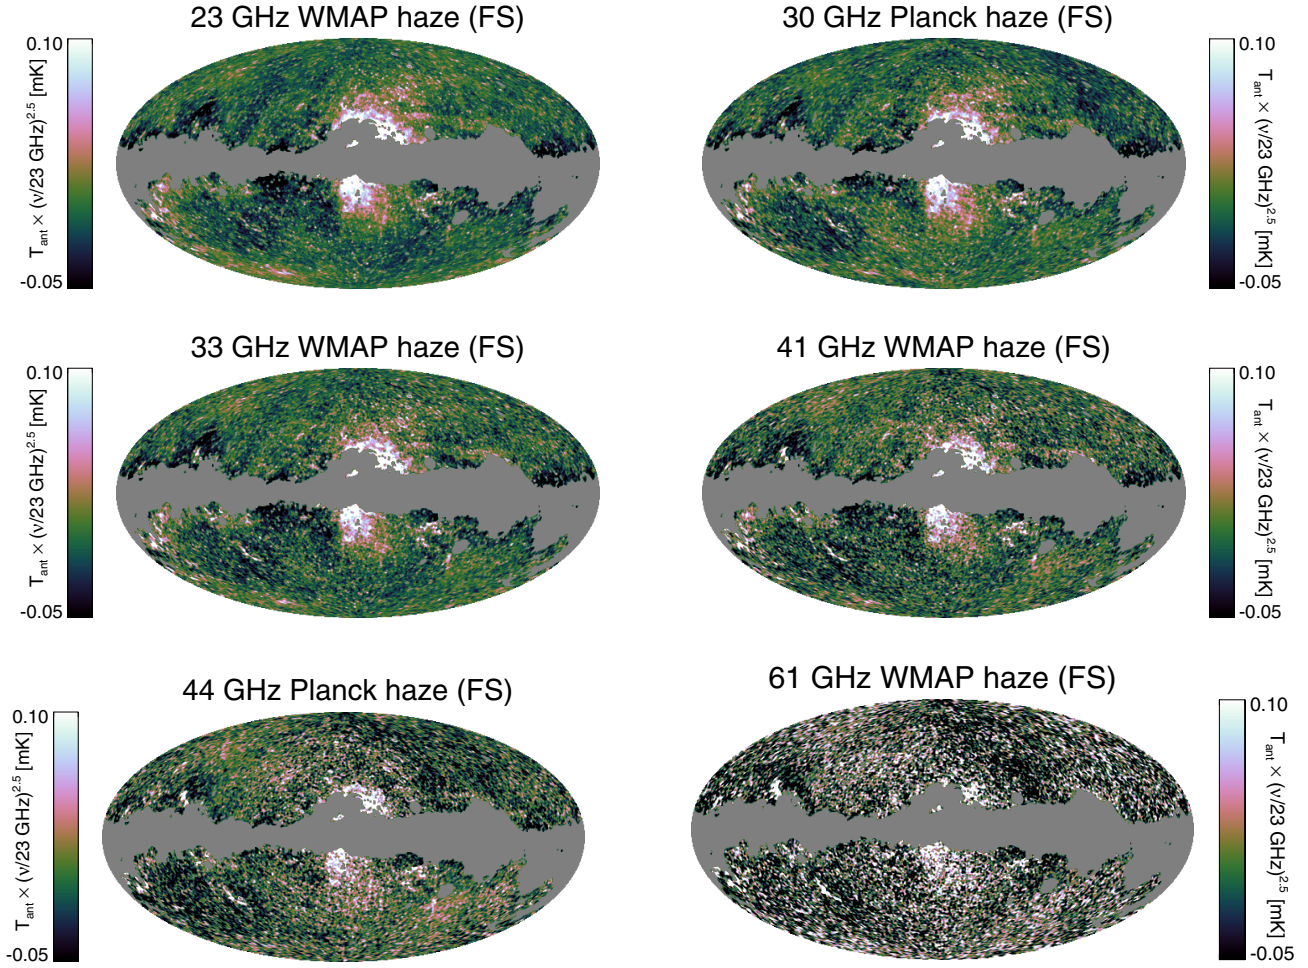 23 GHz WMAP haze (FS)
0.10
T_ant × (ν/23 GHz)^2.5 [mK]
-0.05
30 GHz Planck haze (FS)
0.10
T_ant × (ν/23 GHz)^2.5 [mK]
-0.05
33 GHz WMAP haze (FS)
0.10
T_ant × (ν/23 GHz)^2.5 [mK]
-0.05
41 GHz WMAP haze (FS)
0.10
T_ant × (ν/23 GHz)^2.5 [mK]
-0.05
44 GHz Planck haze (FS)
0.10
T_ant × (ν/23 GHz)^2.5 [mK]
-0.05
61 GHz WMAP haze (FS)
0.10
T_ant × (ν/23 GHz)^2.5 [mK]
-0.05